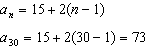 aₙ = 15 + 2(n − 1)
a₃₀ = 15 + 2(30 − 1) = 73